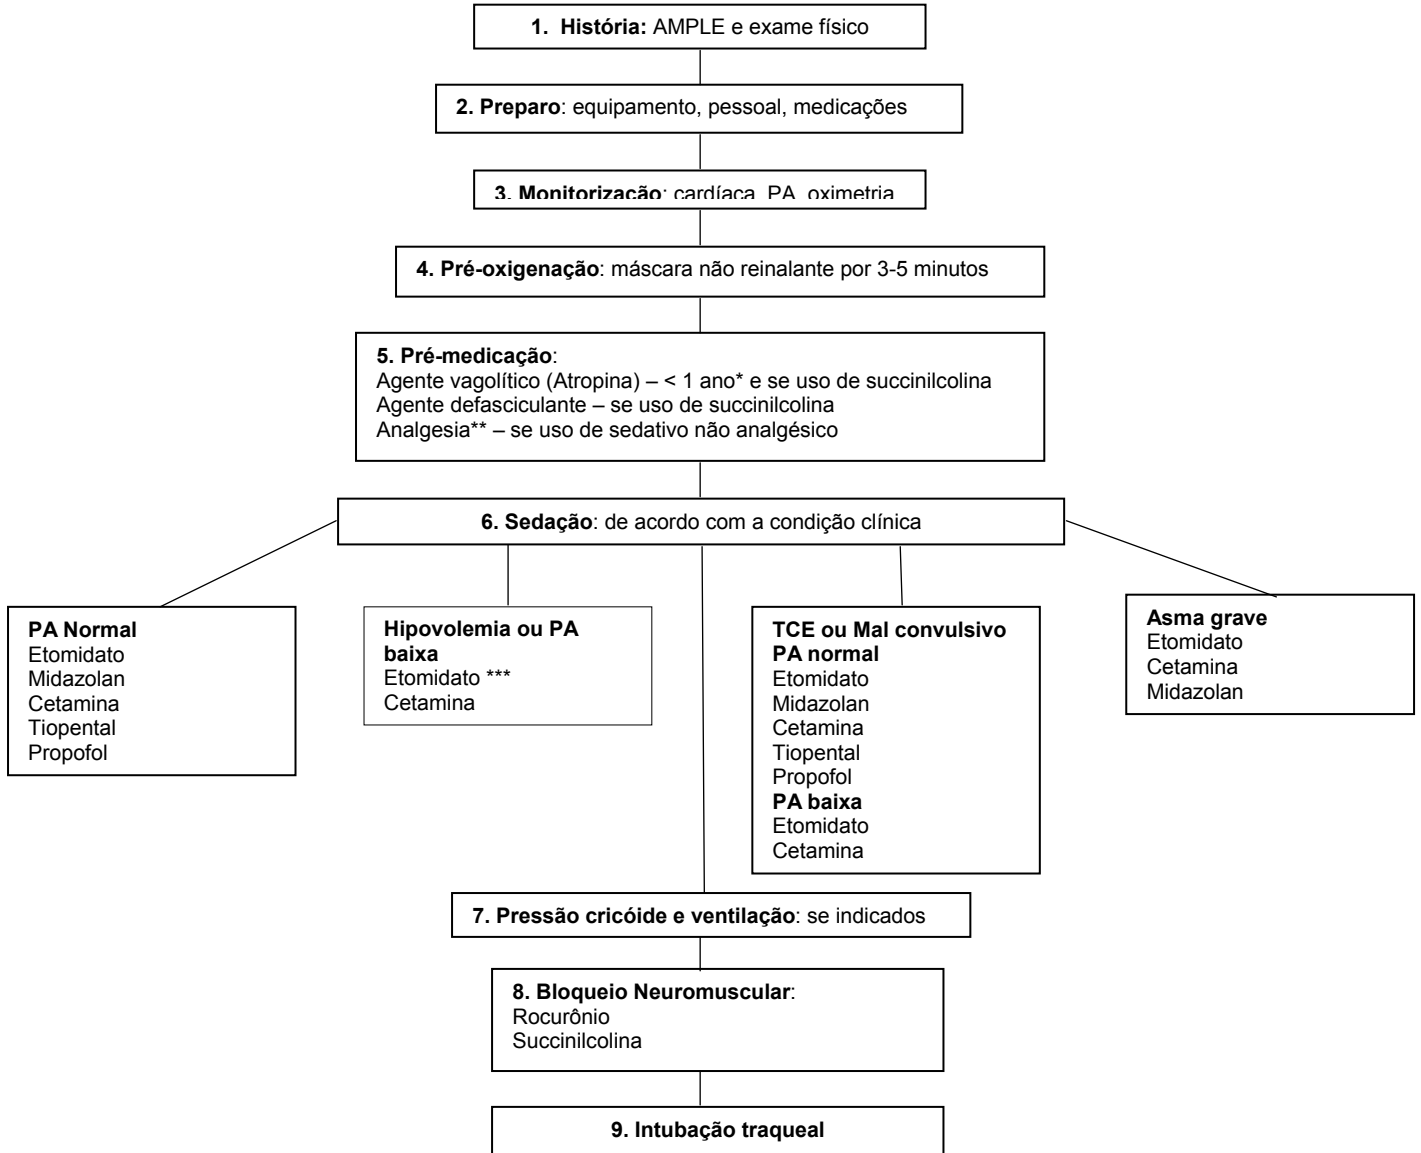 1. História: AMPLE e exame físico
2. Preparo: equipamento, pessoal, medicações
3. Monitorização: cardíaca, PA, oximetria
4. Pré-oxigenação: máscara não reinalante por 3-5 minutos
5. Pré-medicação:
Agente vagolítico (Atropina) – < 1 ano* e se uso de succinilcolina
Agente defasciculante – se uso de succinilcolina
Analgesia** – se uso de sedativo não analgésico
6. Sedação: de acordo com a condição clínica
PA Normal
Etomidato
Midazolan
Cetamina
Tiopental
Propofol
Hipovolemia ou PA
baixa
Etomidato ***
Cetamina
TCE ou Mal convulsivo
PA normal
Etomidato
Midazolan
Cetamina
Tiopental
Propofol
PA baixa
Etomidato
Cetamina
Asma grave
Etomidato
Cetamina
Midazolan
7. Pressão cricóide e ventilação: se indicados
8. Bloqueio Neuromuscular:
Rocurônio
Succinilcolina
9. Intubação traqueal